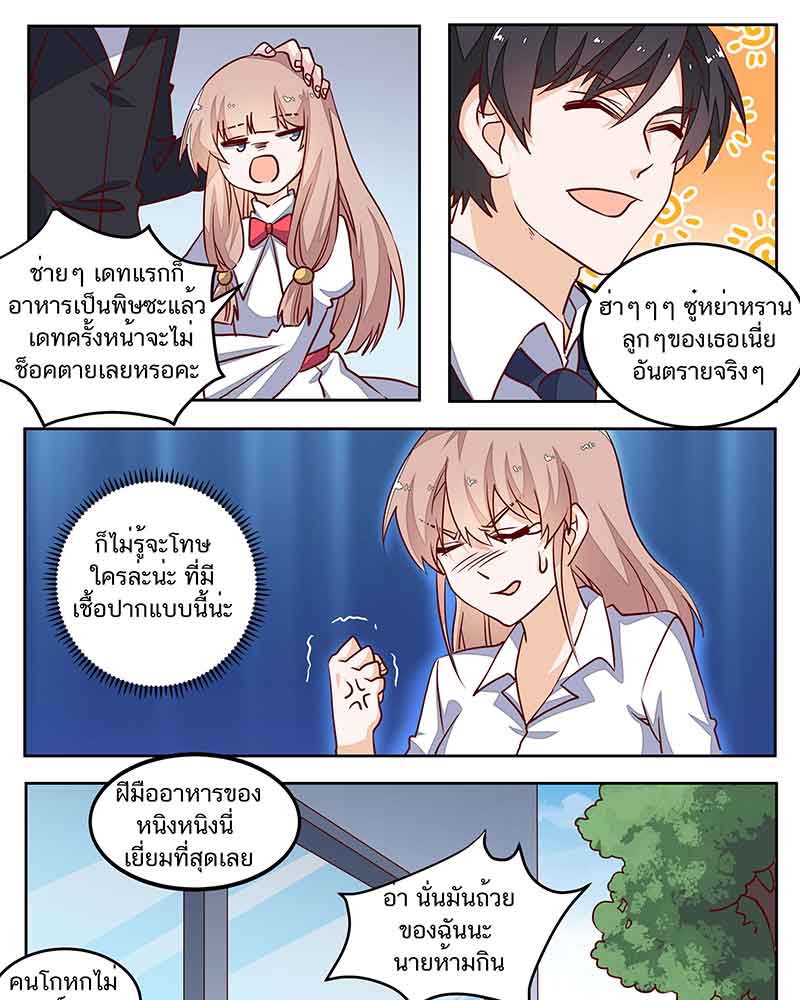 ช่ายๆ เดทแรกก็
อาหารเป็นพิษซะแล้ว
เดทครั้งหน้าจะไม่
ช็อคตายเลยหรอคะ
ฮ่าๆๆๆ ซู๋หย่าหราน
ลูกๆของเธอเนี่ย
อันตรายจริงๆ
ก็ไม่รู้จะโทษ
ใครล่ะน่ะ ที่มี
เชื้อปากแบบนี้น่ะ
ฝีมืออาหารของ
หนิงหนิงนี่
เยี่ยมที่สุดเลย
อ่า นั่นมันถ้วย
ของฉันนะ
นายห้ามกิน
คนโกหกไม่